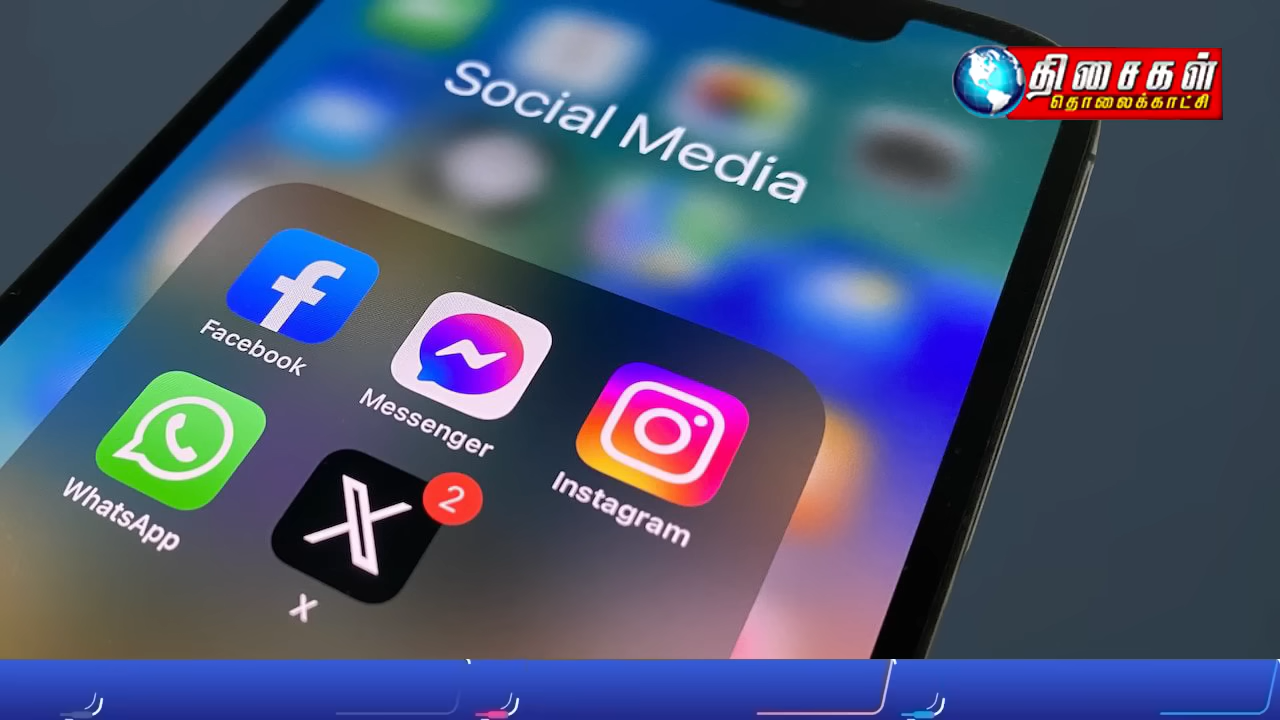 திசைகள்
தொலைக்காட்சி
Social Media
Facebook
Messenger
Instagram
WhatsApp
X
2